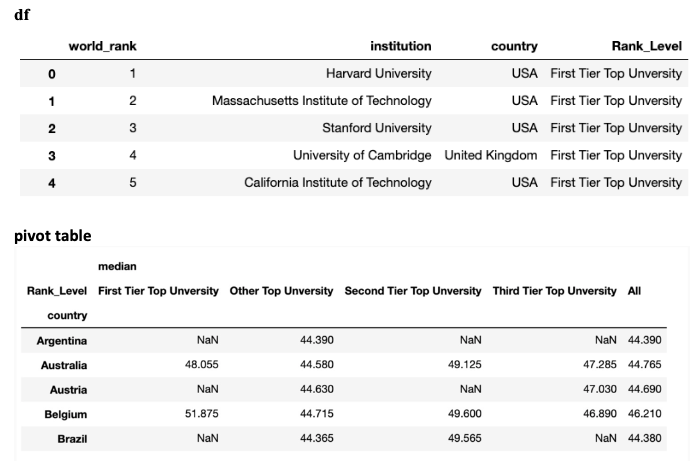 df
world_rank institution country Rank_Level
0 1 Harvard University USA First Tier Top Unversity
1 2 Massachusetts Institute of Technology USA First Tier Top Unversity
2 3 Stanford University USA First Tier Top Unversity
3 4 University of Cambridge United Kingdom First Tier Top Unversity
4 5 California Institute of Technology USA First Tier Top Unversity
pivot table
median
Rank_Level First Tier Top Unversity Other Top Unversity Second Tier Top Unversity Third Tier Top Unversity All
country
Argentina NaN 44.390 NaN NaN 44.390
Australia 48.055 44.580 49.125 47.285 44.765
Austria NaN 44.630 NaN 47.030 44.690
Belgium 51.875 44.715 49.600 46.890 46.210
Brazil NaN 44.365 49.565 NaN 44.380